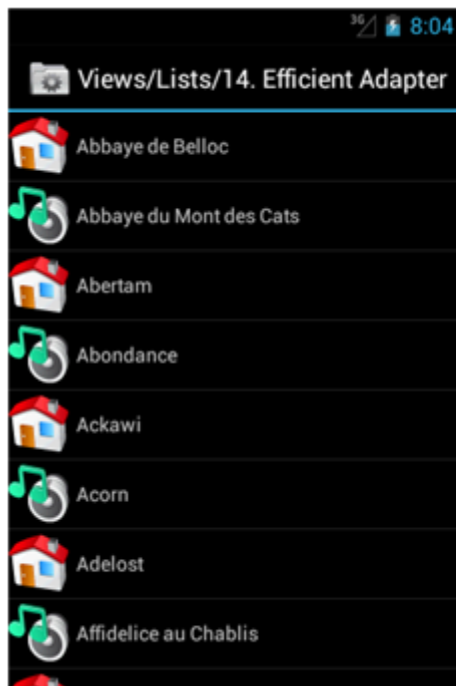 3G 8:04
Views/Lists/14. Efficient Adapter
Abbaye de Belloc
Abbaye du Mont des Cats
Abertam
Abondance
Ackawi
Acorn
Adelost
Affidelice au Chablis